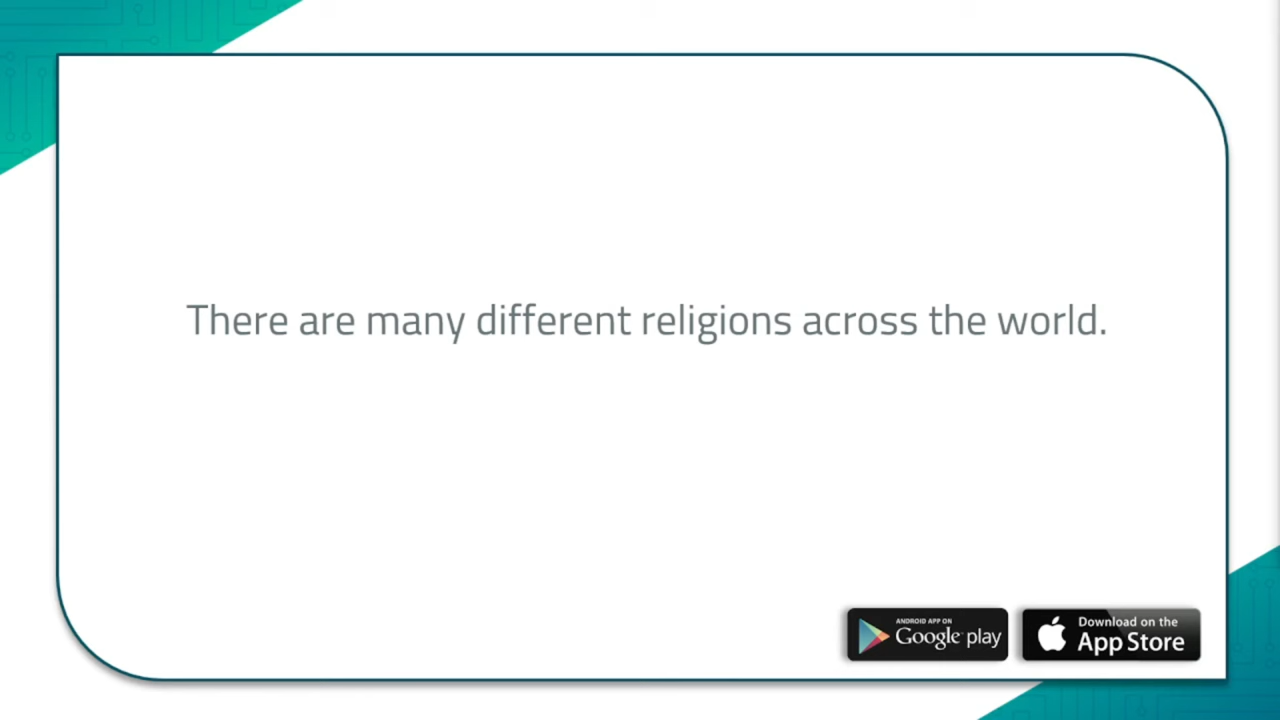 There are many different religions across the world.
ANDROID APP ON
Google play
Download on the
App Store